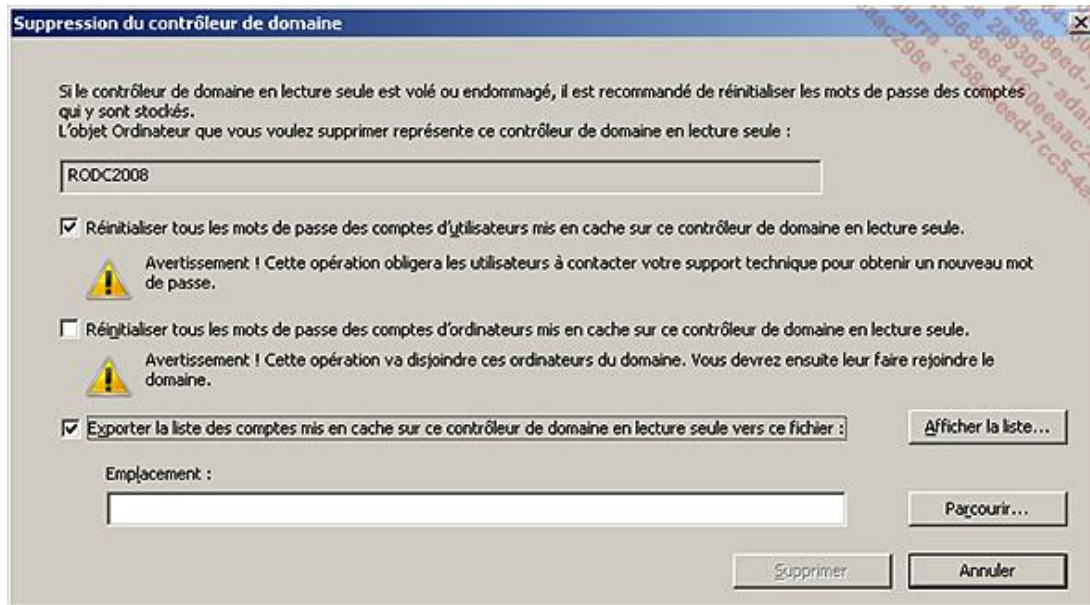 Suppression du contrôleur de domaine
Si le contrôleur de domaine en lecture seule est volé ou endommagé, il est recommandé de réinitialiser les mots de passe des comptes
qui y sont stockés.
L'objet Ordinateur que vous voulez supprimer représente ce contrôleur de domaine en lecture seule :
RODC2008
Réinitialiser tous les mots de passe des comptes d'utilisateurs mis en cache sur ce contrôleur de domaine en lecture seule.
Avertissement ! Cette opération obligera les utilisateurs à contacter votre support technique pour obtenir un nouveau mot
de passe.
Réinitialiser tous les mots de passe des comptes d'ordinateurs mis en cache sur ce contrôleur de domaine en lecture seule.
Avertissement ! Cette opération va disjoindre ces ordinateurs du domaine. Vous devrez ensuite leur faire rejoindre le
domaine.
Exporter la liste des comptes mis en cache sur ce contrôleur de domaine en lecture seule vers ce fichier :
Afficher la liste...
Emplacement :
Parcourir...
Supprimer
Annuler